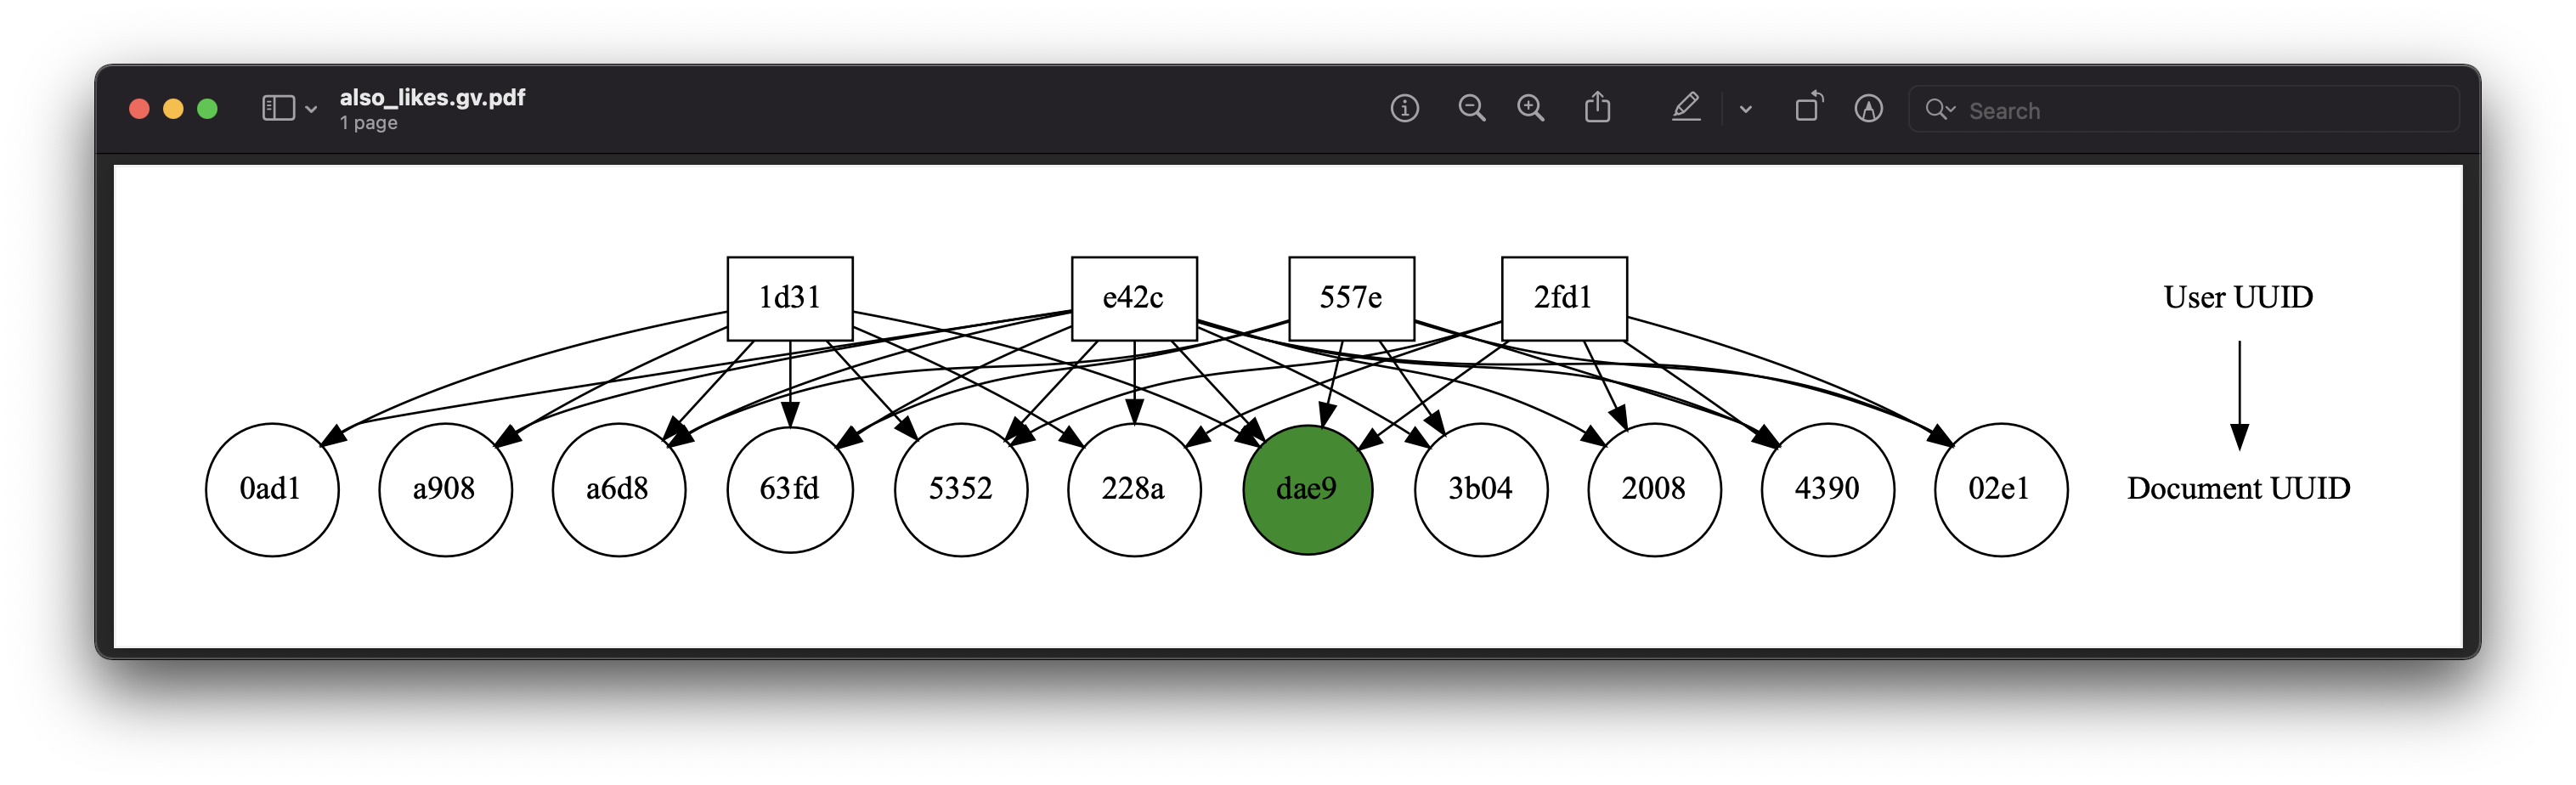 also_likes.gv.pdf
1 page
Search
1d31 e42c 557e 2fd1 User UUID
0ad1 a908 a6d8 63fd 5352 228a dae9 3b04 2008 4390 02e1 Document UUID